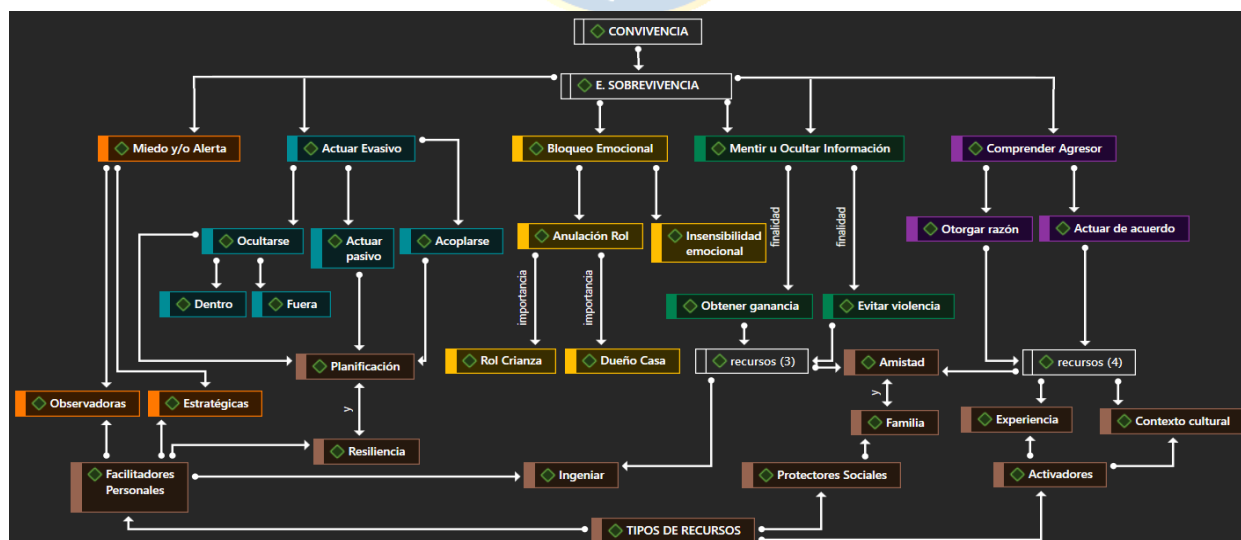 CONVIVENCIA
E. SOBREVIVENCIA
Miedo y/o Alerta
Actuar Evasivo
Bloqueo Emocional
Mentir u Ocultar Información
Comprender Agresor
Ocultarse
Actuar
pasivo
Acoplarse
Anulación Rol
Insensibilidad
emocional
finalidad
finalidad
Otorgar razón
Actuar de acuerdo
Dentro
Fuera
importancia
importancia
Obtener ganancia
Evitar violencia
Planificación
Rol Crianza
Dueño Casa
recursos (3)
Amistad
recursos (4)
Observadoras
Estratégicas
y
y
Familia
Experiencia
Contexto cultural
Resiliencia
Facilitadores
Personales
Ingeniar
Protectores Sociales
Activadores
TIPOS DE RECURSOS